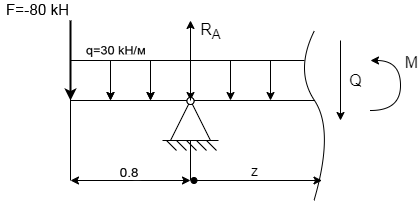 F=-80 kH
R_A
q=30 kH/м
M
Q
0.8
z